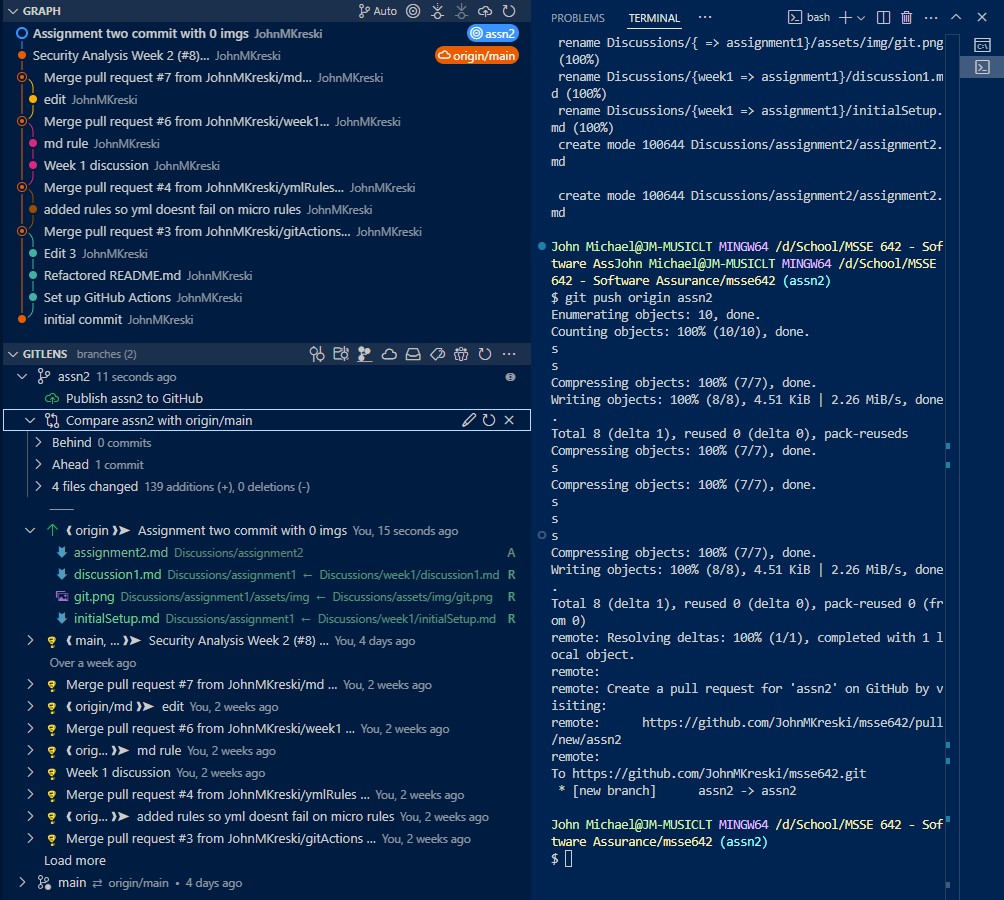 GRAPH
Auto
Assignment two commit with 0 imgs JohnMKreski
assn2
Security Analysis Week 2 (#8)... JohnMKreski
origin/main
Merge pull request #7 from JohnMKreski/md... JohnMKreski
edit JohnMKreski
Merge pull request #6 from JohnMKreski/week1... JohnMKreski
md rule JohnMKreski
Week 1 discussion JohnMKreski
Merge pull request #4 from JohnMKreski/ymlRules... JohnMKreski
added rules so yml doesnt fail on micro rules JohnMKreski
Merge pull request #3 from JohnMKreski/gitActions... JohnMKreski
Edit 3 JohnMKreski
Refactored README.md JohnMKreski
Set up GitHub Actions JohnMKreski
initial commit JohnMKreski
GITLENS branches (2)
assn2 11 seconds ago
Publish assn2 to GitHub
Compare assn2 with origin/main
Behind 0 commits
Ahead 1 commit
4 files changed 139 additions (+), 0 deletions (-)
origin Assignment two commit with 0 imgs You, 15 seconds ago
assignment2.md Discussions/assignment2 A
discussion1.md Discussions/assignment1 ← Discussions/week1/discussion1.md R
git.png Discussions/assignment1/assets/img ← Discussions/assets/img/git.png R
initialSetup.md Discussions/assignment1 ← Discussions/week1/initialSetup.md R
main, ... Security Analysis Week 2 (#8) ... You, 4 days ago
Over a week ago
Merge pull request #7 from JohnMKreski/md ... You, 2 weeks ago
origin/md edit You, 2 weeks ago
Merge pull request #6 from JohnMKreski/week1 ... You, 2 weeks ago
orig... md rule You, 2 weeks ago
Week 1 discussion You, 2 weeks ago
Merge pull request #4 from JohnMKreski/ymlRules ... You, 2 weeks ago
orig... added rules so yml doesnt fail on micro rules You, 2 weeks ago
Merge pull request #3 from JohnMKreski/gitActions ... You, 2 weeks ago
Load more
main ⇄ origin/main • 4 days ago
PROBLEMS TERMINAL ... bash
rename Discussions/{ => assignment1}/assets/img/git.png
(100%)
rename Discussions/{week1 => assignment1}/discussion1.m
d (100%)
rename Discussions/{week1 => assignment1}/initialSetup.
md (100%)
create mode 100644 Discussions/assignment2/assignment2.
md
create mode 100644 Discussions/assignment2/assignment2.
md
John Michael@JM-MUSICLT MINGW64 /d/School/MSSE 642 - Sof
tware AssJohn Michael@JM-MUSICLT MINGW64 /d/School/MSSE
642 - Software Assurance/msse642 (assn2)
$ git push origin assn2
Enumerating objects: 10, done.
Counting objects: 100% (10/10), done.
s
s
Compressing objects: 100% (7/7), done.
Writing objects: 100% (8/8), 4.51 KiB | 2.26 MiB/s, done
.
Total 8 (delta 1), reused 0 (delta 0), pack-reuseds
Compressing objects: 100% (7/7), done.
s
Compressing objects: 100% (7/7), done.
s
s
s
Compressing objects: 100% (7/7), done.
Writing objects: 100% (8/8), 4.51 KiB | 2.26 MiB/s, done
.
Total 8 (delta 1), reused 0 (delta 0), pack-reused 0 (fr
om 0)
remote: Resolving deltas: 100% (1/1), completed with 1 l
ocal object.
remote:
remote: Create a pull request for 'assn2' on GitHub by v
isiting:
remote: https://github.com/JohnMKreski/msse642/pull
/new/assn2
remote:
To https://github.com/JohnMKreski/msse642.git
* [new branch] assn2 -> assn2
John Michael@JM-MUSICLT MINGW64 /d/School/MSSE 642 - Sof
tware Assurance/msse642 (assn2)
$